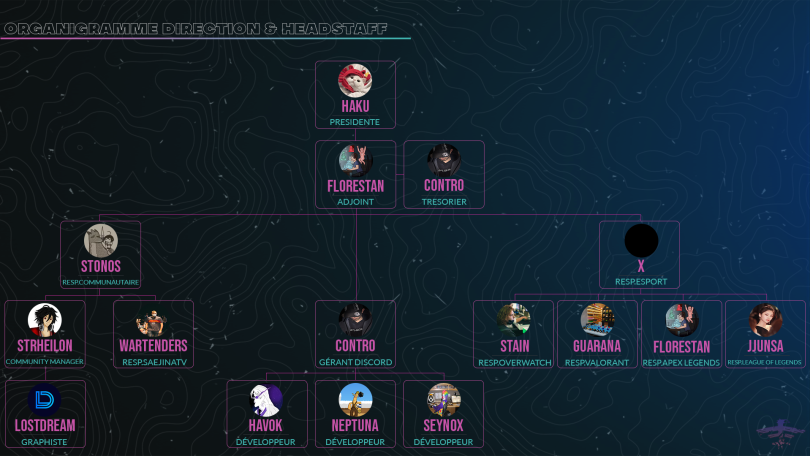 ORGANIGRAMME DIRECTION & HEADSTAFF
HAKU
PRESIDENTE
FLORESTAN
ADJOINT
CONTRO
TRESORIER
STONOS
RESP.COMMUNAUTAIRE
X
RESP.ESPORT
STRHEILON
COMMUNITY MANAGER
WARTENDERS
RESP.SAEJINATV
CONTRO
GÉRANT DISCORD
STAIN
RESP.OVERWATCH
GUARANA
RESP.VALORANT
FLORESTAN
RESP.APEX LEGENDS
JJUNSA
RESP.LEAGUE OF LEGENDS
LOSTDREAM
GRAPHISTE
HAVOK
DÉVELOPPEUR
NEPTUNA
DÉVELOPPEUR
SEYNOX
DÉVELOPPEUR